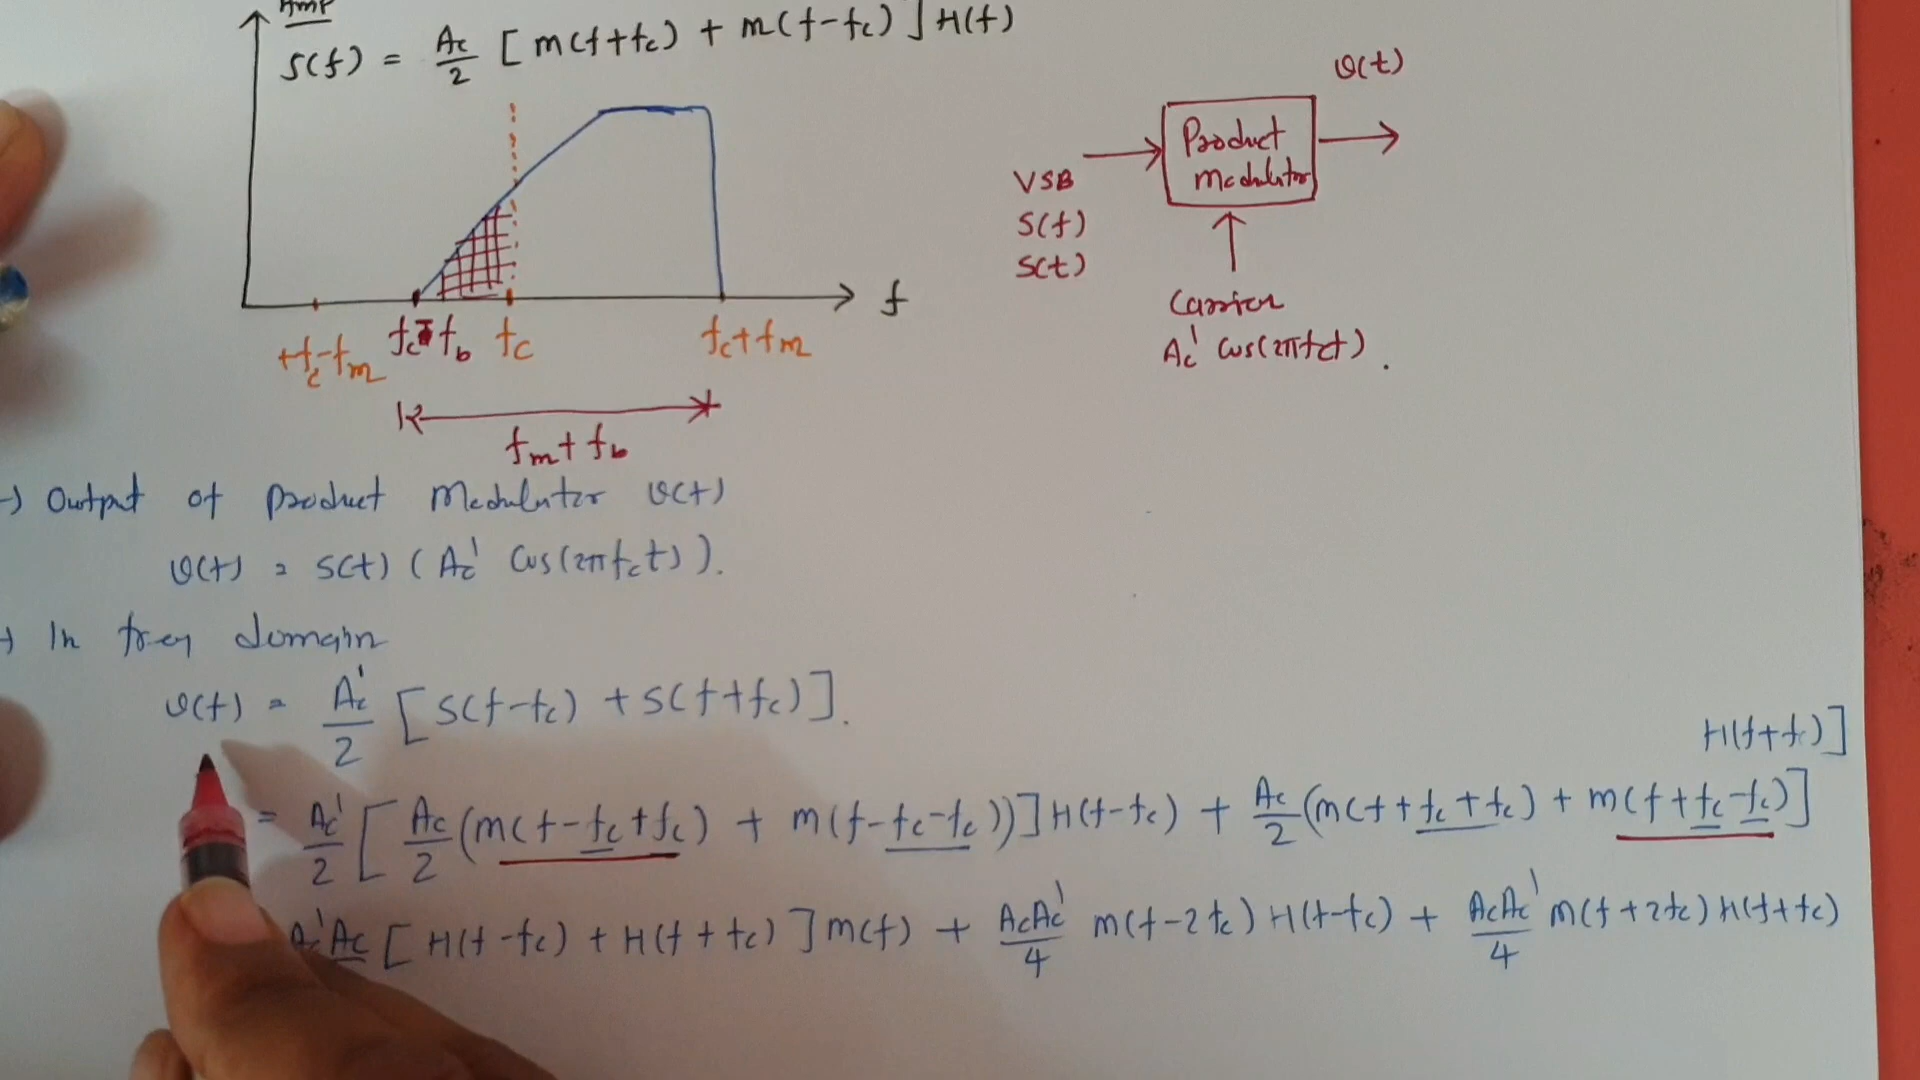 Amp
S(f) = Ac/2 [ m(f+fc) + m(f-fc) ] H(f)
v(t)
Product
Modulator
VSB
S(f)
S(t)
Carrier
Ac' Cos(2πfct).
f
+fc-fm fc-fb fc fc+fm
fm+fb
→ Output of Product Modulator v(t)
v(t) = S(t) ( Ac' Cos(2πfct) ).
→ In freq domain
v(f) = Ac'/2 [ S(f-fc) + S(f+fc) ].
H(f+fc) ]
= Ac'/2 [ Ac/2 (m(f-fc+fc) + m(f-fc-fc)) ] H(f-fc) + Ac/2 (m(f+fc+fc) + m(f+fc-fc) ]
Ac'Ac [ H(f-fc) + H(f+fc) ] m(f) + AcAc'/4 m(f-2fc) H(f-fc) + AcAc'/4 m(f+2fc) H(f+fc)